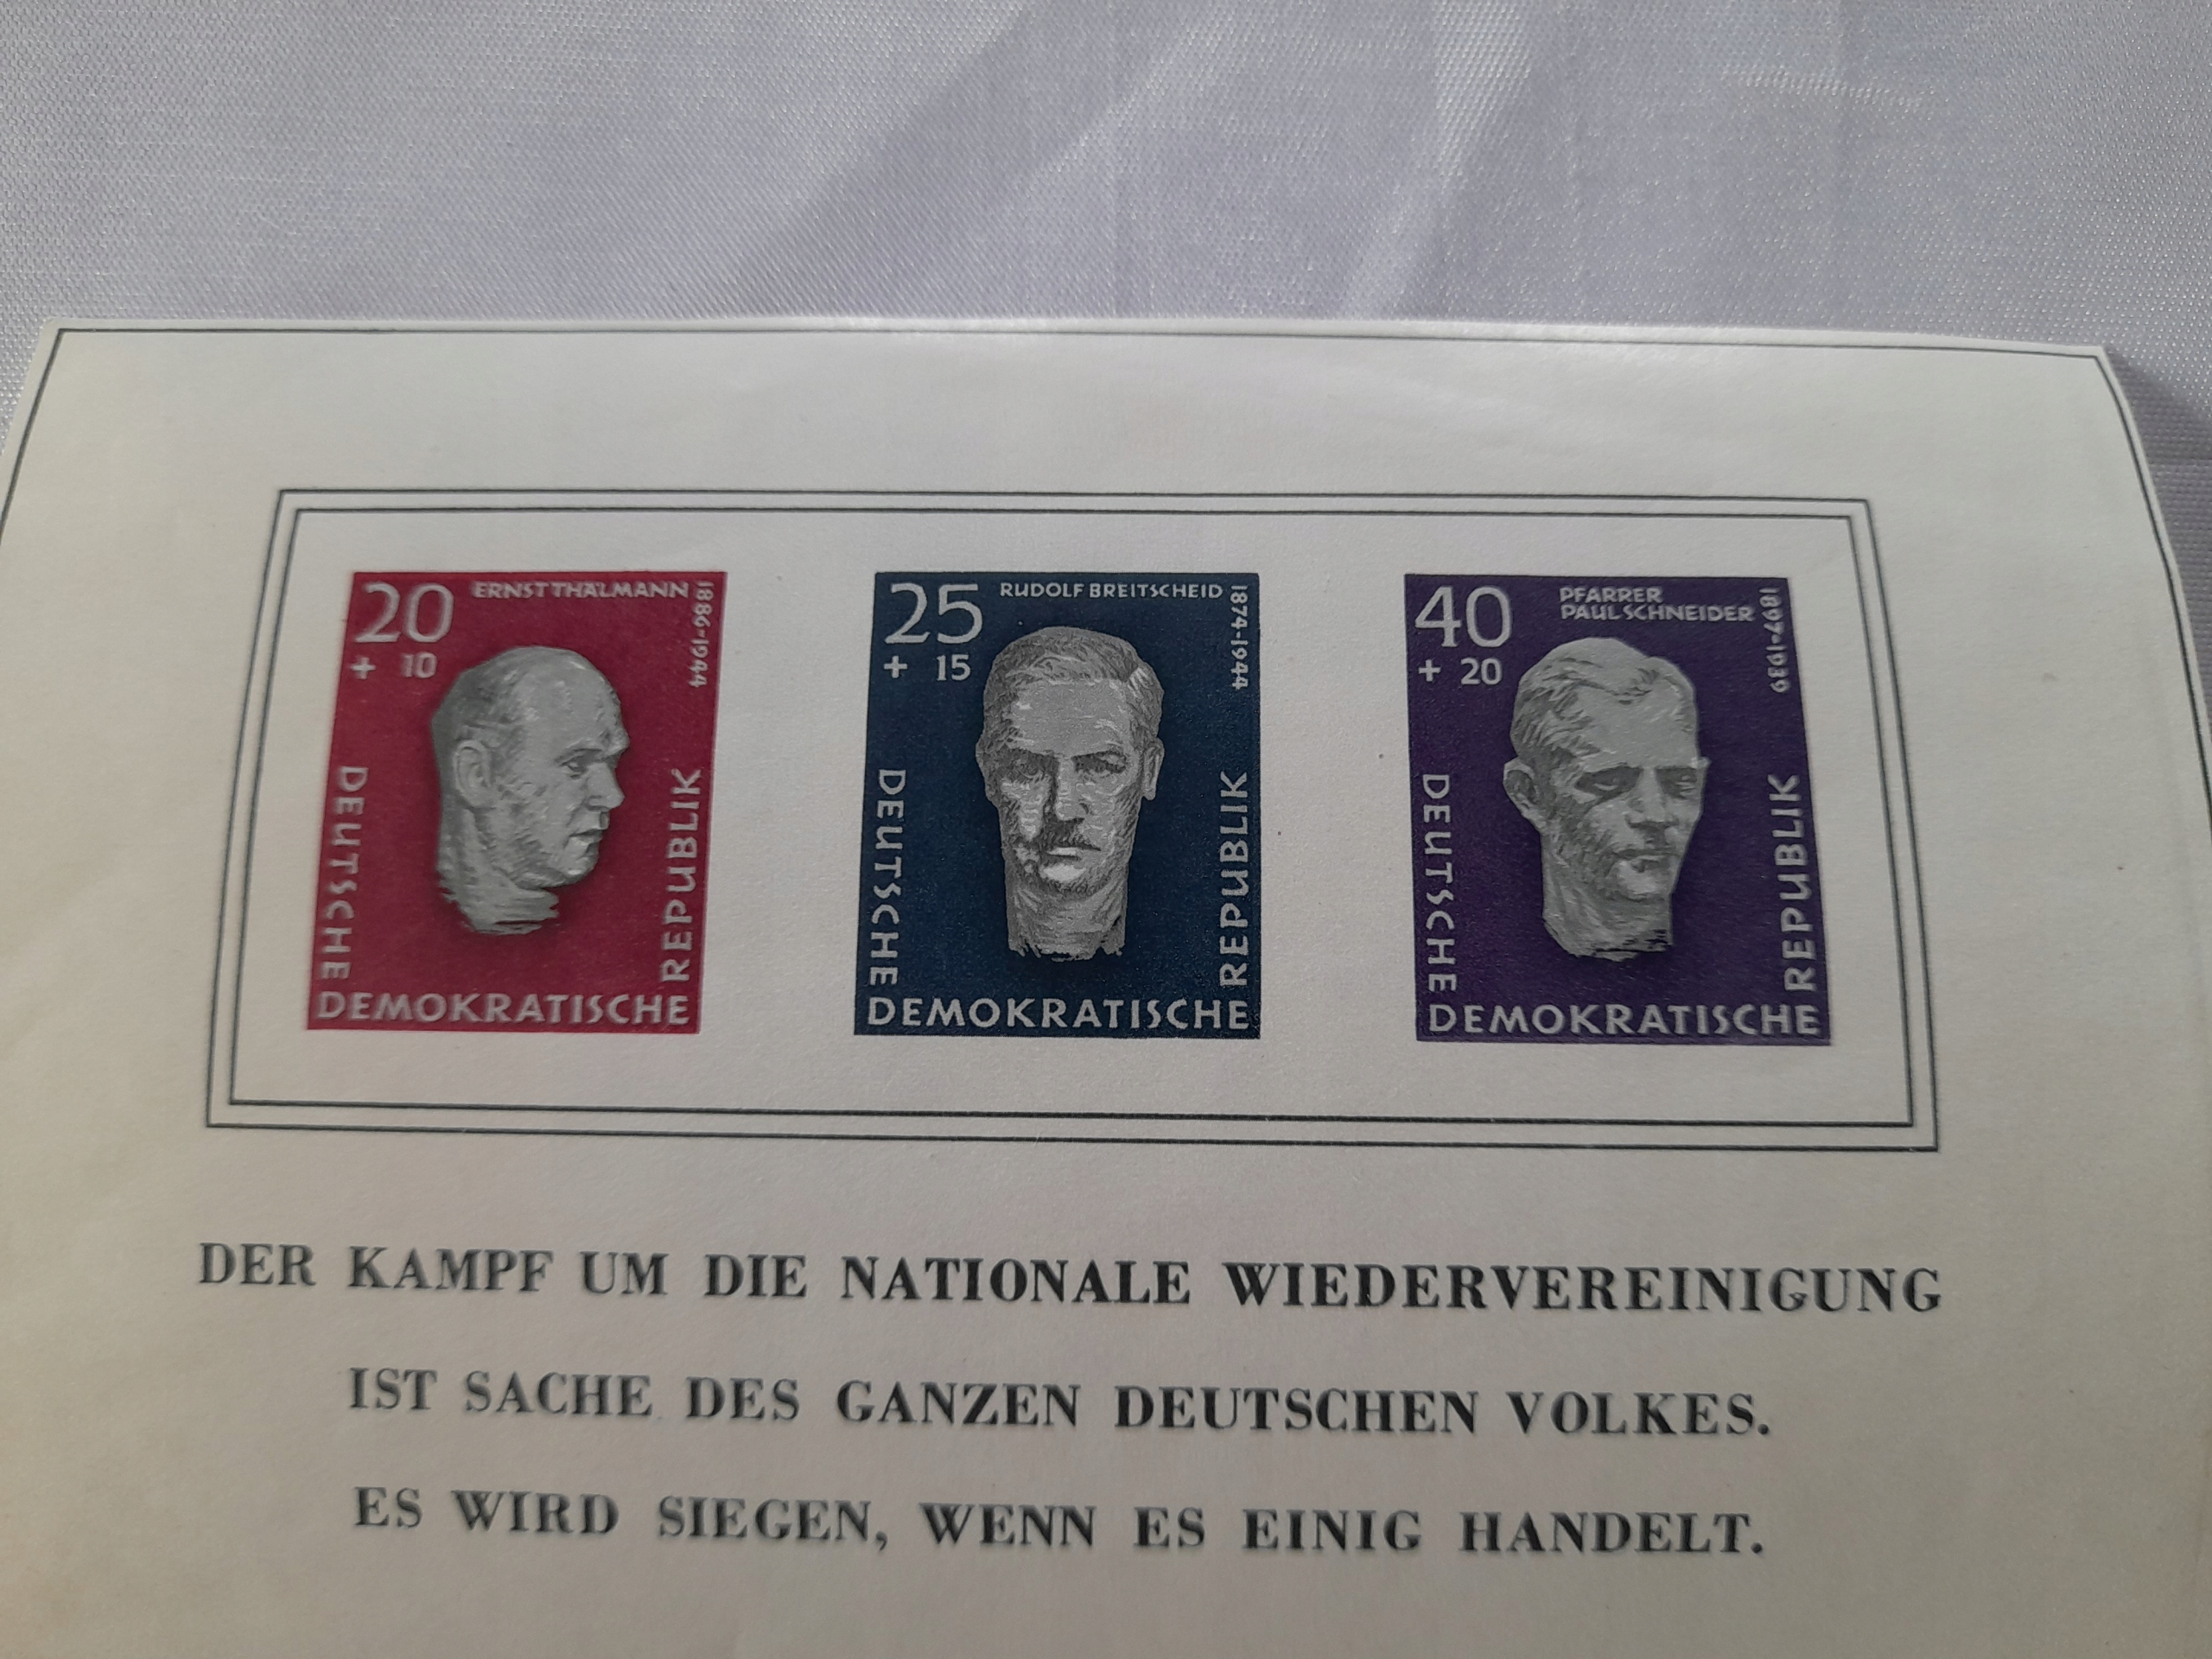 20
+ 10
ERNST THÄLMANN
1886-1944
DEUTSCHE
DEMOKRATISCHE
REPUBLIK
25
+ 15
RUDOLF BREITSCHEID
1874-1944
DEUTSCHE
DEMOKRATISCHE
REPUBLIK
40
+ 20
PFARRER
PAUL SCHNEIDER
1897-1939
DEUTSCHE
DEMOKRATISCHE
REPUBLIK
DER KAMPF UM DIE NATIONALE WIEDERVEREINIGUNG
IST SACHE DES GANZEN DEUTSCHEN VOLKES.
ES WIRD SIEGEN, WENN ES EINIG HANDELT.